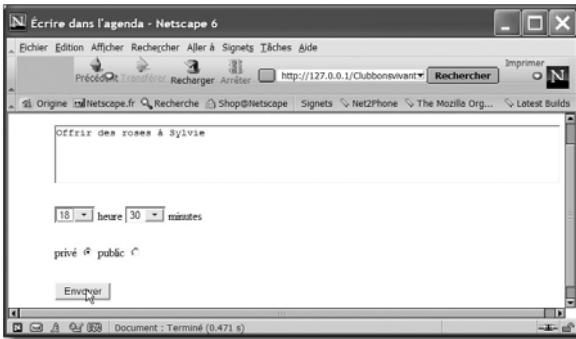 Écrire dans l'agenda - Netscape 6
Fichier Edition Afficher Rechercher Aller à Signets Tâches Aide
Précédent Transférer Recharger Arrêter http://127.0.0.1/Clubbonsvivant Rechercher Imprimer N
Origine Netscape.fr Recherche Shop@Netscape Signets Net2Phone The Mozilla Org... Latest Builds
Offrir des roses à Sylvie
18 heure 30 minutes
privé public
Envoyer
Document : Terminé (0.471 s)